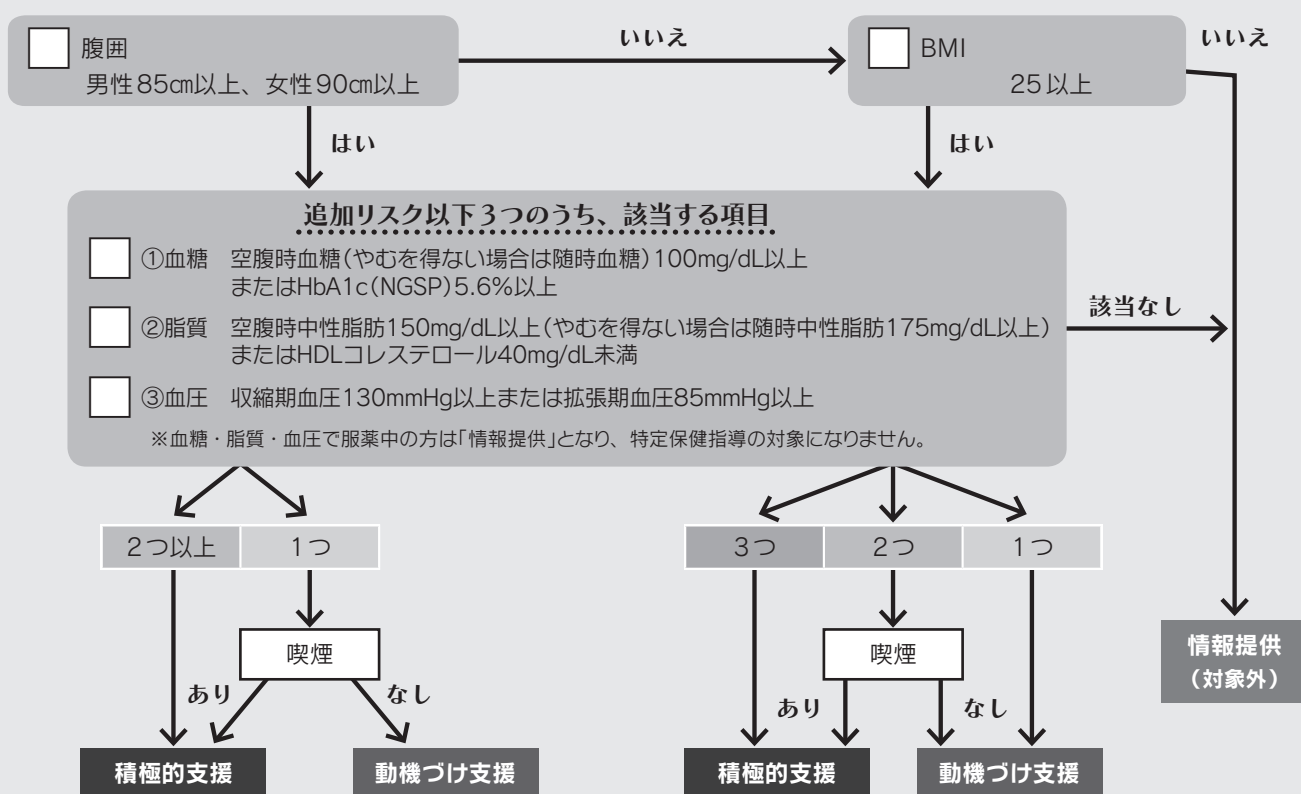 腹囲
男性85㎝以上、女性90㎝以上
いいえ
BMI
25以上
いいえ
はい
はい
追加リスク以下3つのうち、該当する項目
①血糖 空腹時血糖(やむを得ない場合は随時血糖)100mg/dL以上
またはHbA1c(NGSP)5.6%以上
②脂質 空腹時中性脂肪150mg/dL以上(やむを得ない場合は随時中性脂肪175mg/dL以上)
またはHDLコレステロール40mg/dL未満
③血圧 収縮期血圧130mmHg以上または拡張期血圧85mmHg以上
※血糖・脂質・血圧で服薬中の方は「情報提供」となり、特定保健指導の対象になりません。
該当なし
2つ以上
1つ
3つ
2つ
1つ
喫煙
喫煙
あり
なし
あり
なし
情報提供
(対象外)
積極的支援
動機づけ支援
積極的支援
動機づけ支援